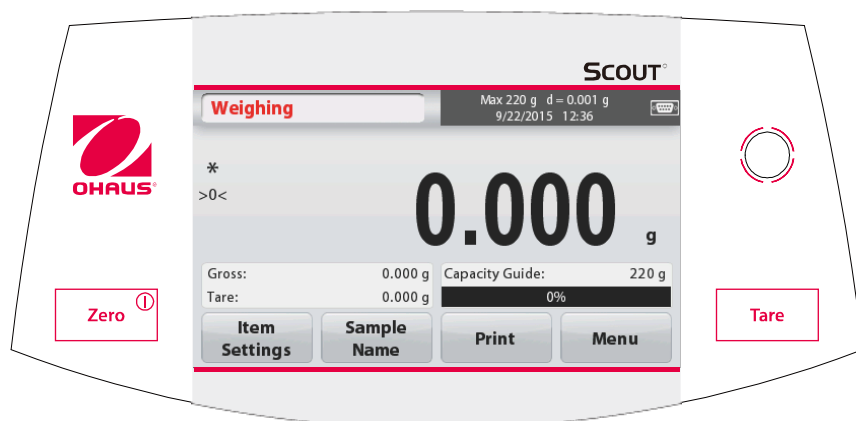 SCOUT
Weighing
Max 220 g d = 0.001 g
9/22/2015 12:36
OHAUS
*
>0<
0.000 g
Gross: 0.000 g
Tare: 0.000 g
Capacity Guide: 220 g
0%
Zero
Item Settings
Sample Name
Print
Menu
Tare